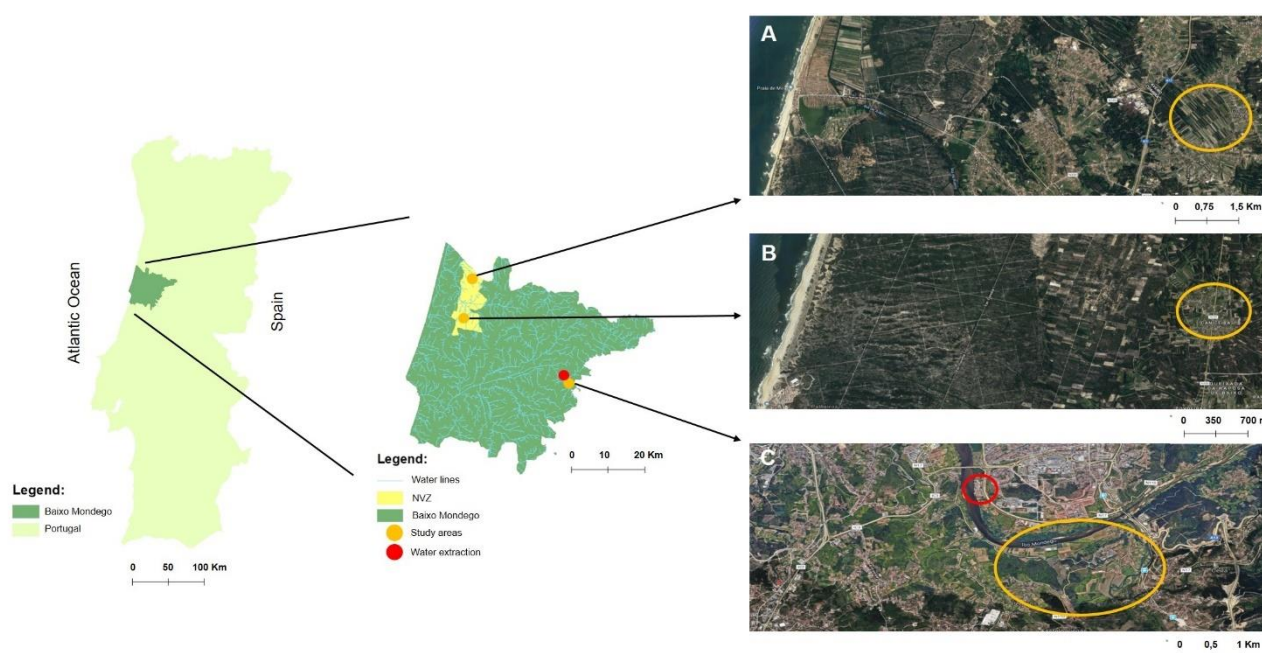 Atlantic Ocean
Spain
Legend:
Baixo Mondego
Portugal
0 50 100 Km
Legend:
Water lines
NVZ
Baixo Mondego
Study areas
Water extraction
0 10 20 Km
A
0 0,75 1,5 Km
B
0 350 700 m
C
Rio Mondego
0 0,5 1 Km